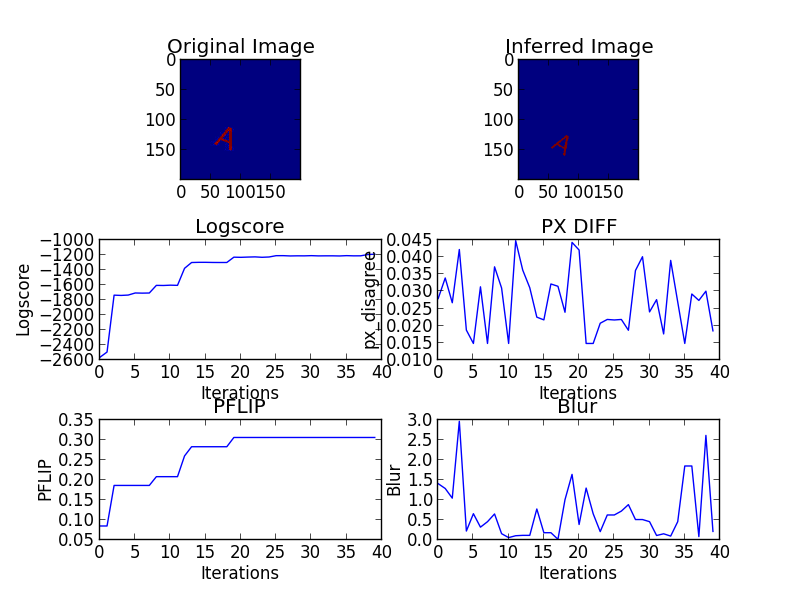 Original Image
0
50
100
150
A
0 50 100 150
Inferred Image
0
50
100
150
A
0 50 100 150
Logscore
Logscore
−1000
−1200
−1400
−1600
−1800
−2000
−2200
−2400
−2600
0 5 10 15 20 25 30 35 40
Iterations
PX DIFF
px_disagree
0.045
0.040
0.035
0.030
0.025
0.020
0.015
0.010
0 5 10 15 20 25 30 35 40
Iterations
PFLIP
PFLIP
0.35
0.30
0.25
0.20
0.15
0.10
0.05
0 5 10 15 20 25 30 35 40
Iterations
Blur
Blur
3.0
2.5
2.0
1.5
1.0
0.5
0.0
0 5 10 15 20 25 30 35 40
Iterations